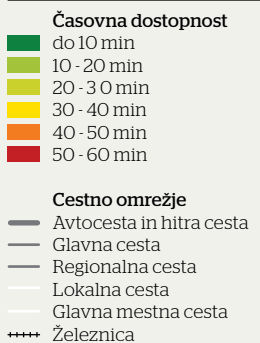 Časovna dostopnost
do 10 min
10 - 20 min
20 - 3 0 min
30 - 40 min
40 - 50 min
50 - 60 min
Cestno omrežje
Avtocesta in hitra cesta
Glavna cesta
Regionalna cesta
Lokalna cesta
Glavna mestna cesta
Železnica